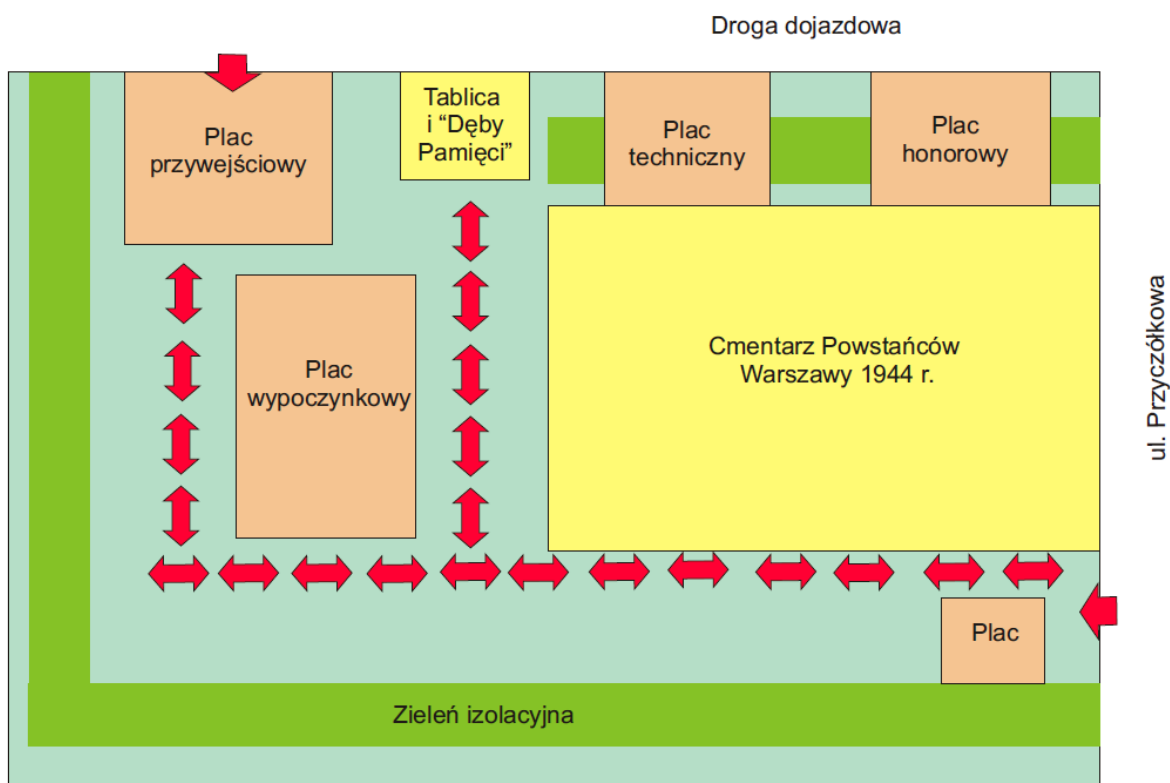 Droga dojazdowa
Plac
przywejściowy
Tablica
i “Dęby
Pamięci”
Plac
techniczny
Plac
honorowy
Plac
wypoczynkowy
Cmentarz Powstańców
Warszawy 1944 r.
ul. Przyczółkowa
Plac
Zieleń izolacyjna